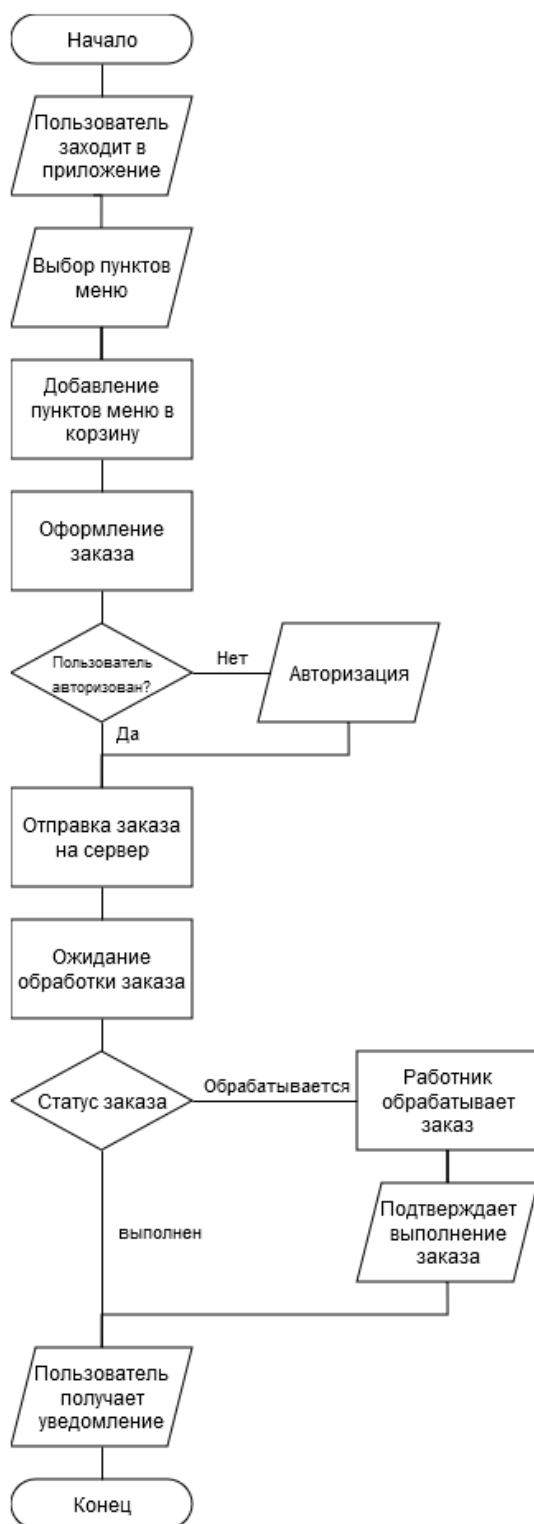 Начало
Пользователь
заходит в
приложение
Выбор пунктов
меню
Добавление
пунктов меню в
корзину
Оформление
заказа
Пользователь
авторизован?
Нет
Авторизация
Да
Отправка заказа
на сервер
Ожидание
обработки заказа
Статус заказа
Обрабатывается
Работник
обрабатывает
заказ
Подтверждает
выполнение
заказа
выполнен
Пользователь
получает
уведомление
Конец